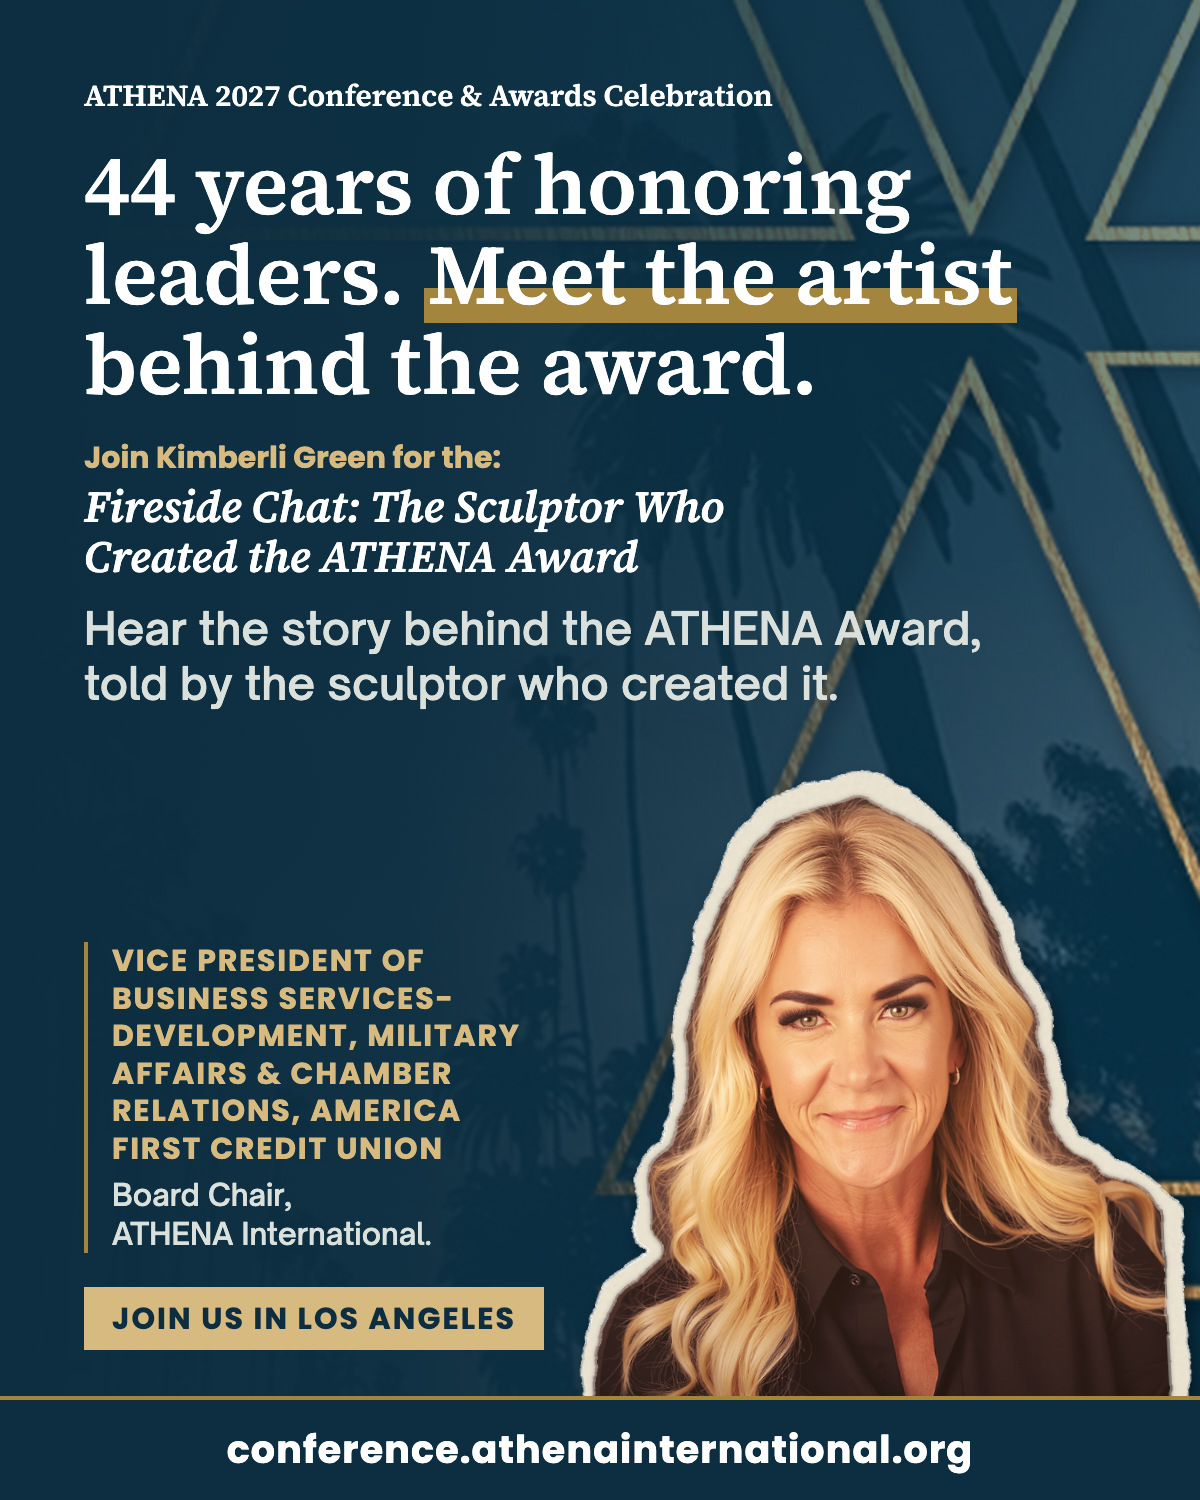 ATHENA 2027 Conference & Awards Celebration
44 years of honoring
leaders. Meet the artist
behind the award.
Join Kimberli Green for the:
Fireside Chat: The Sculptor Who
Created the ATHENA Award
Hear the story behind the ATHENA Award,
told by the sculptor who created it.
VICE PRESIDENT OF
BUSINESS SERVICES–
DEVELOPMENT, MILITARY
AFFAIRS & CHAMBER
RELATIONS, AMERICA
FIRST CREDIT UNION
Board Chair,
ATHENA International.
JOIN US IN LOS ANGELES
conference.athenainternational.org